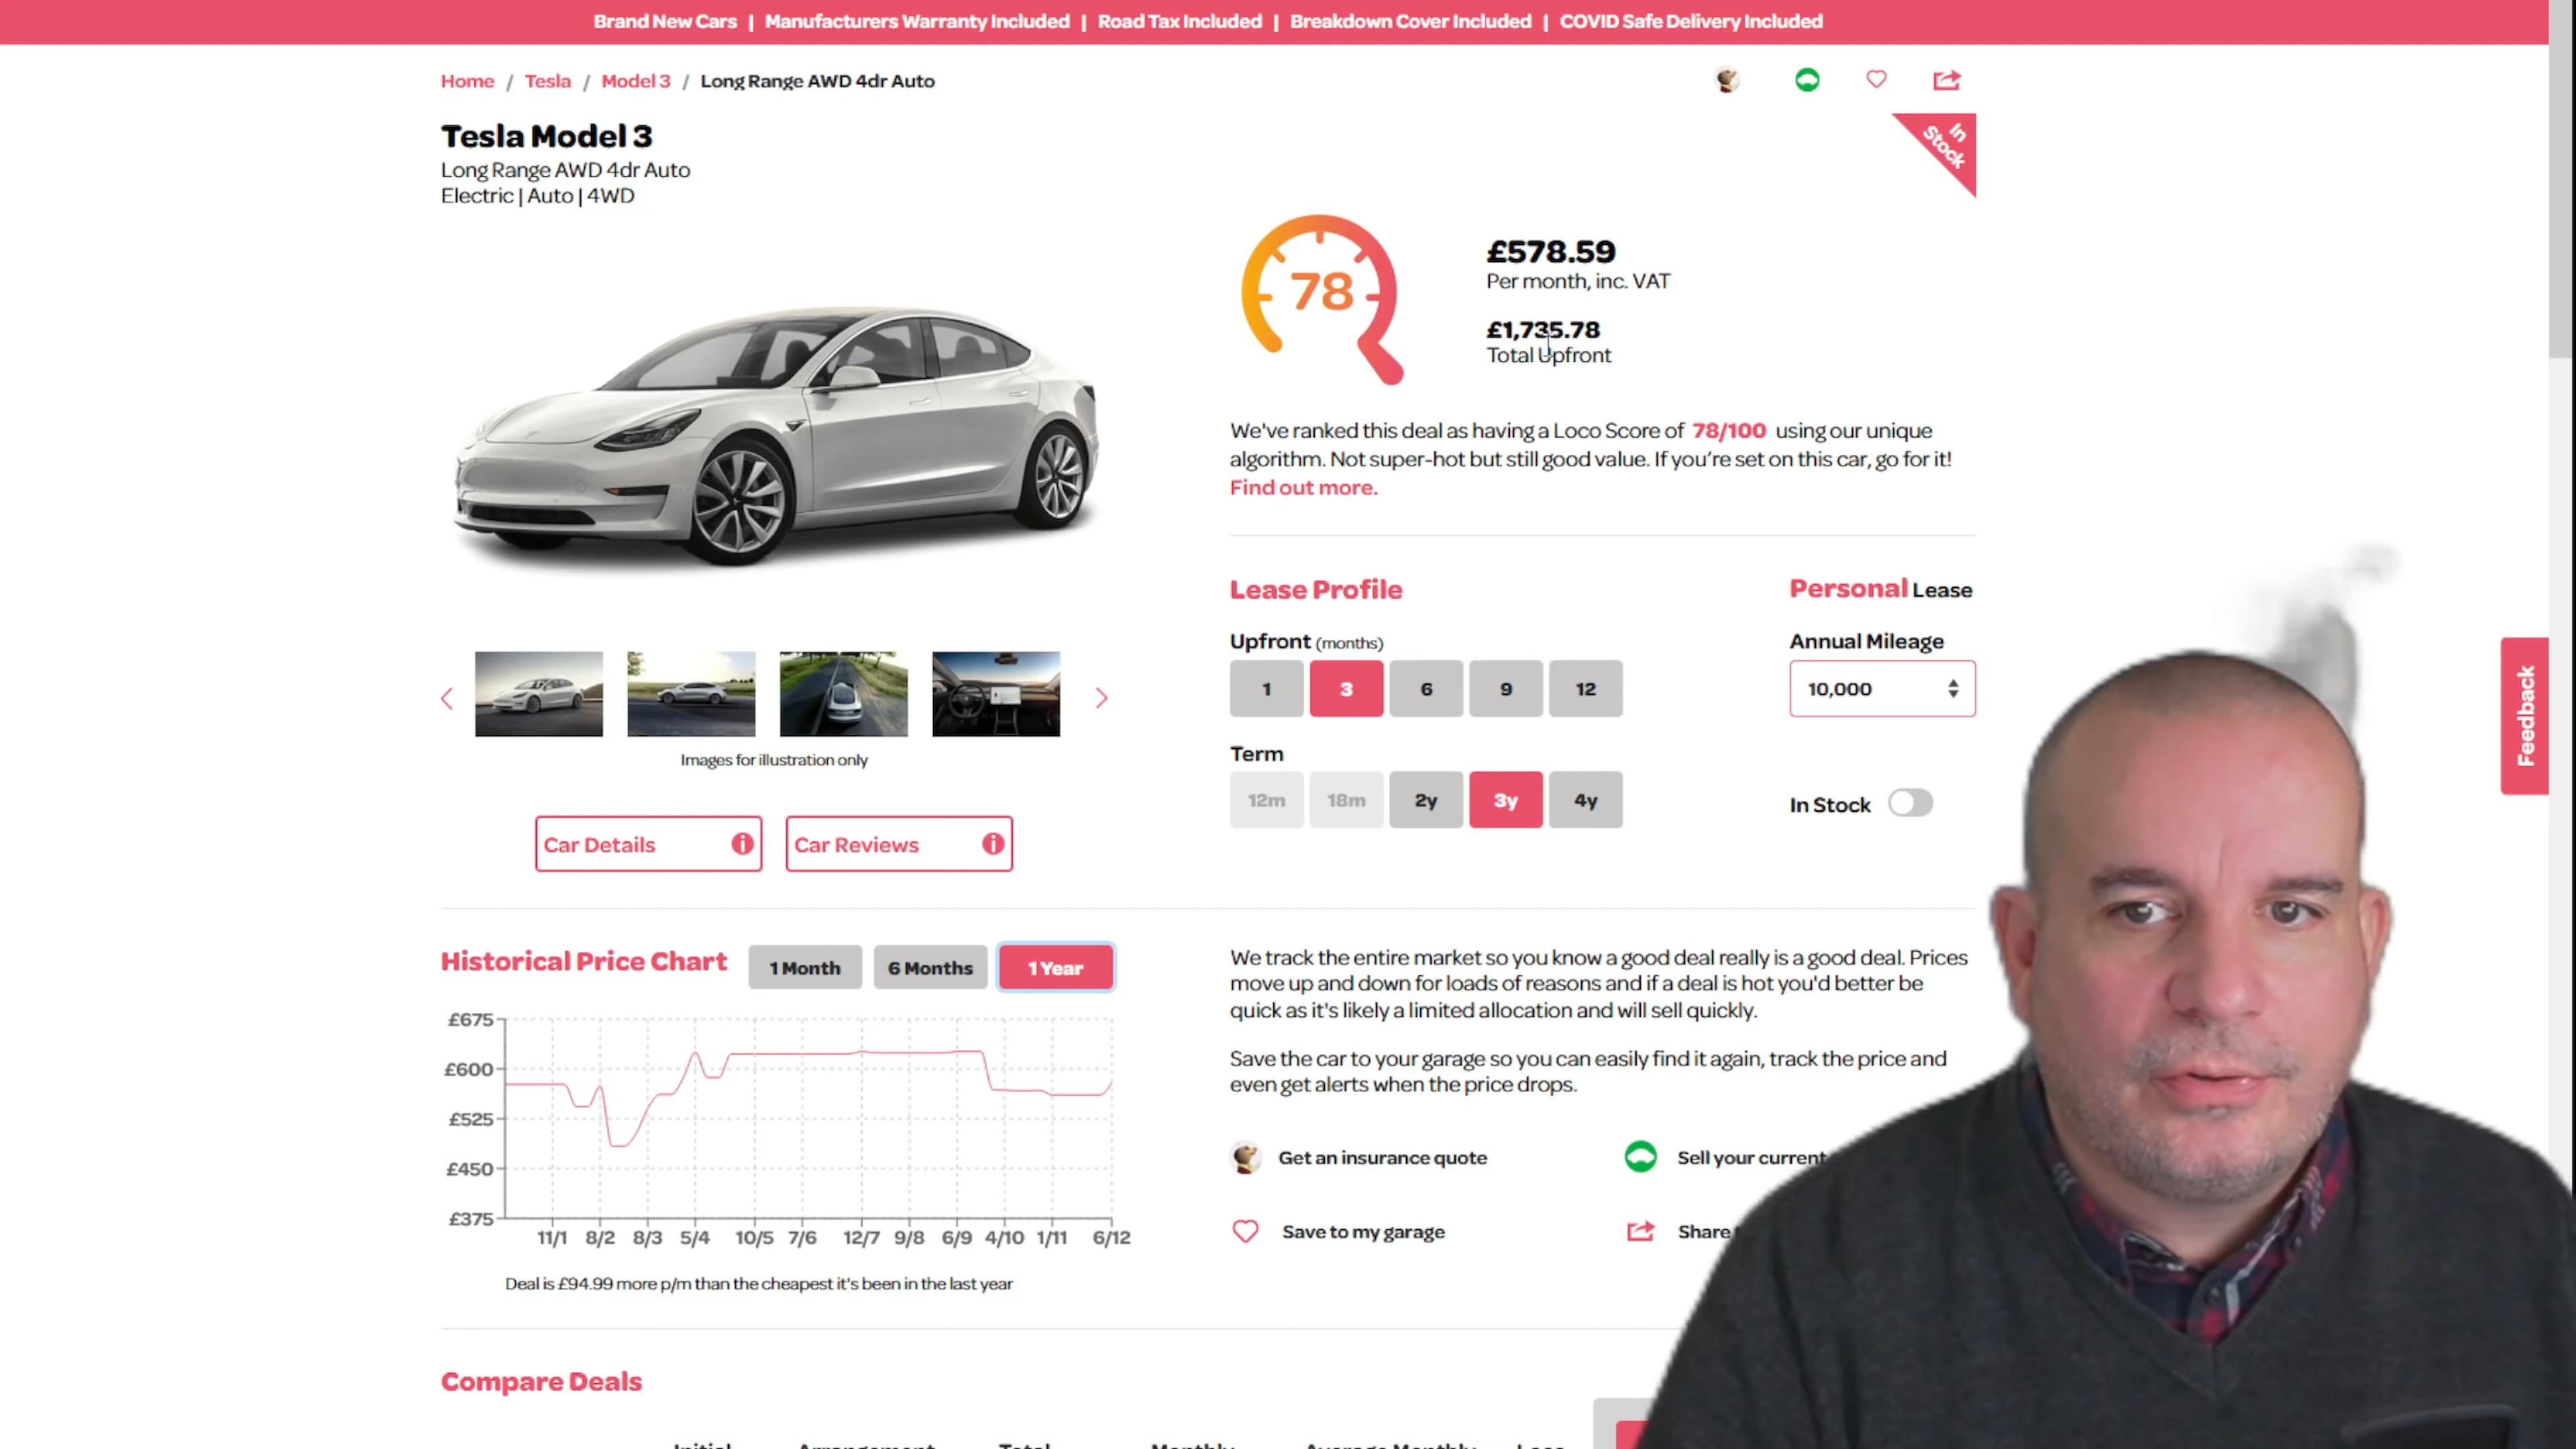 Brand New Cars | Manufacturers Warranty Included | Road Tax Included | Breakdown Cover Included | COVID Safe Delivery Included
Home / Tesla / Model 3 / Long Range AWD 4dr Auto
Tesla Model 3
Long Range AWD 4dr Auto
Electric | Auto | 4WD
In Stock
78
£578.59
Per month, inc. VAT
£1,735.78
Total Upfront
We've ranked this deal as having a Loco Score of 78/100 using our unique
algorithm. Not super-hot but still good value. If you're set on this car, go for it!
Find out more.
Lease Profile
Personal Lease
Upfront (months)
1 3 6 9 12
Annual Mileage
10,000
Term
12m 18m 2y 3y 4y
In Stock
Images for illustration only
Car Details
Car Reviews
Feedback
Historical Price Chart
1 Month 6 Months 1 Year
£675
£600
£525
£450
£375
11/1 8/2 8/3 5/4 10/5 7/6 12/7 9/8 6/9 4/10 1/11 6/12
Deal is £94.99 more p/m than the cheapest it's been in the last year
We track the entire market so you know a good deal really is a good deal. Prices
move up and down for loads of reasons and if a deal is hot you'd better be
quick as it's likely a limited allocation and will sell quickly.
Save the car to your garage so you can easily find it again, track the price and
even get alerts when the price drops.
Get an insurance quote
Sell your current
Save to my garage
Share
Compare Deals
Initial Arrangement Total Monthly Average Monthly